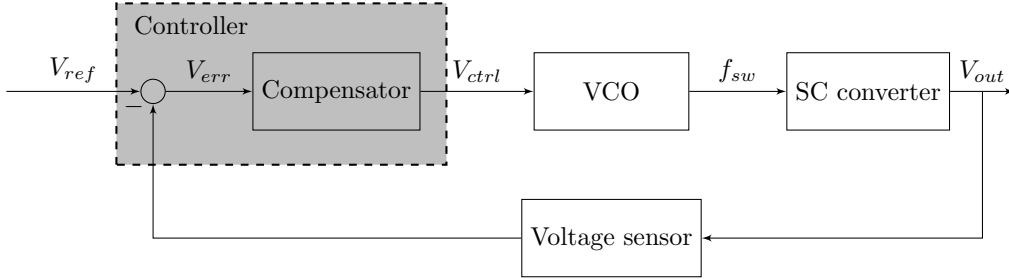 Controller
V_ref
V_err
Compensator
V_ctrl
VCO
f_sw
SC converter
V_out
−
Voltage sensor